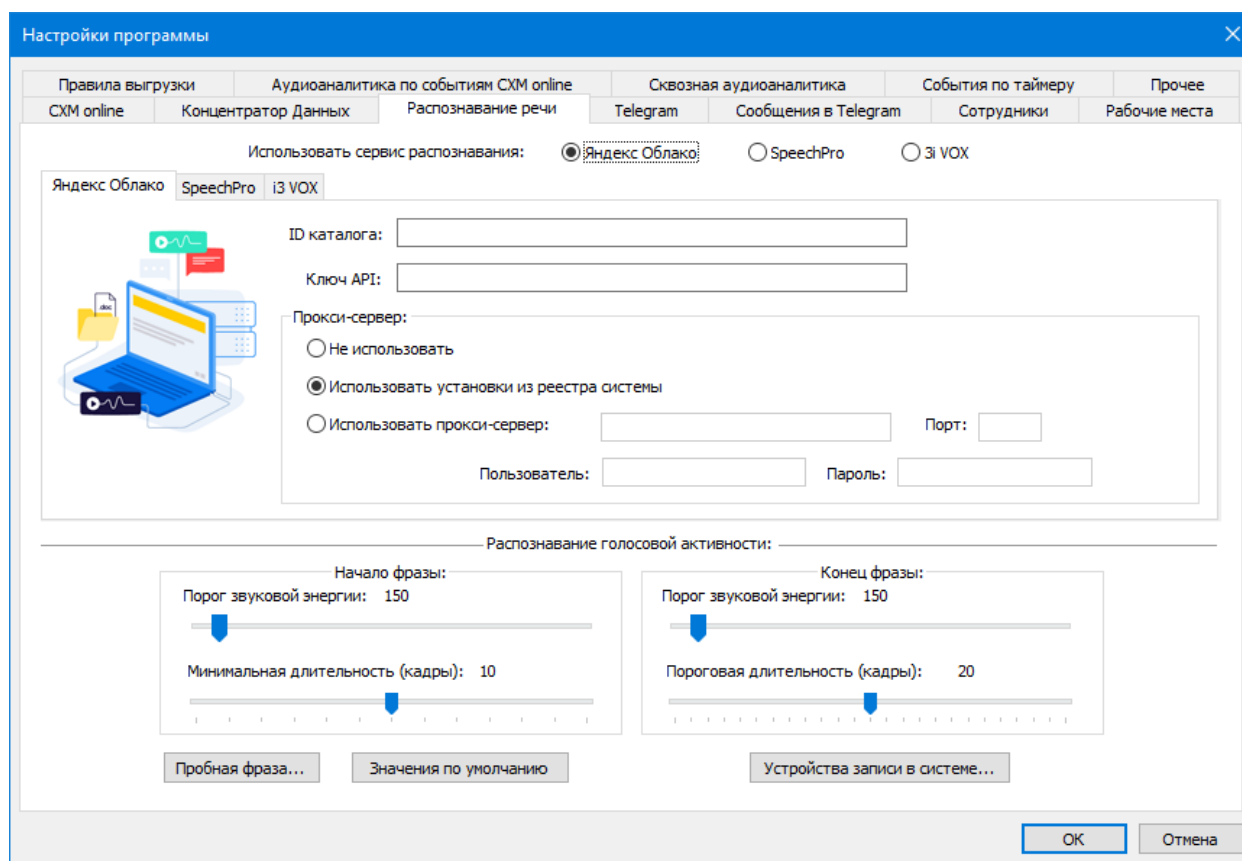 Настройки программы
Правила выгрузки Аудиоаналитика по событиям CXM online Сквозная аудиоаналитика События по таймеру Прочее
CXM online Концентратор Данных Распознавание речи Telegram Сообщения в Telegram Сотрудники Рабочие места
Использовать сервис распознавания: Яндекс Облако SpeechPro 3i VOX
Яндекс Облако SpeechPro i3 VOX
ID каталога:
Ключ API:
.doc
Прокси-сервер:
Не использовать
Использовать установки из реестра системы
Использовать прокси-сервер: Порт:
Пользователь: Пароль:
Распознавание голосовой активности:
Начало фразы: Конец фразы:
Порог звуковой энергии: 150 Порог звуковой энергии: 150
Минимальная длительность (кадры): 10 Пороговая длительность (кадры): 20
Пробная фраза... Значения по умолчанию Устройства записи в системе...
OK Отмена